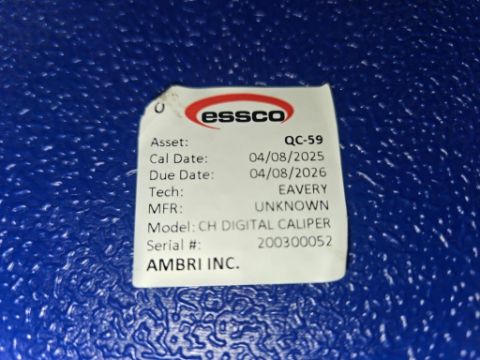 0
essco
Asset: QC-59
Cal Date: 04/08/2025
Due Date: 04/08/2026
Tech: EAVERY
MFR: UNKNOWN
Model: CH DIGITAL CALIPER
Serial #: 200300052
AMBRI INC.